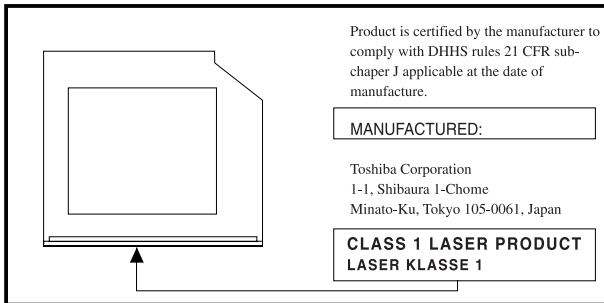 Product is certified by the manufacturer to
comply with DHHS rules 21 CFR sub-
chaper J applicable at the date of
manufacture.
MANUFACTURED:
Toshiba Corporation
1-1, Shibaura 1-Chome
Minato-Ku, Tokyo 105-0061, Japan
CLASS 1 LASER PRODUCT
LASER KLASSE 1